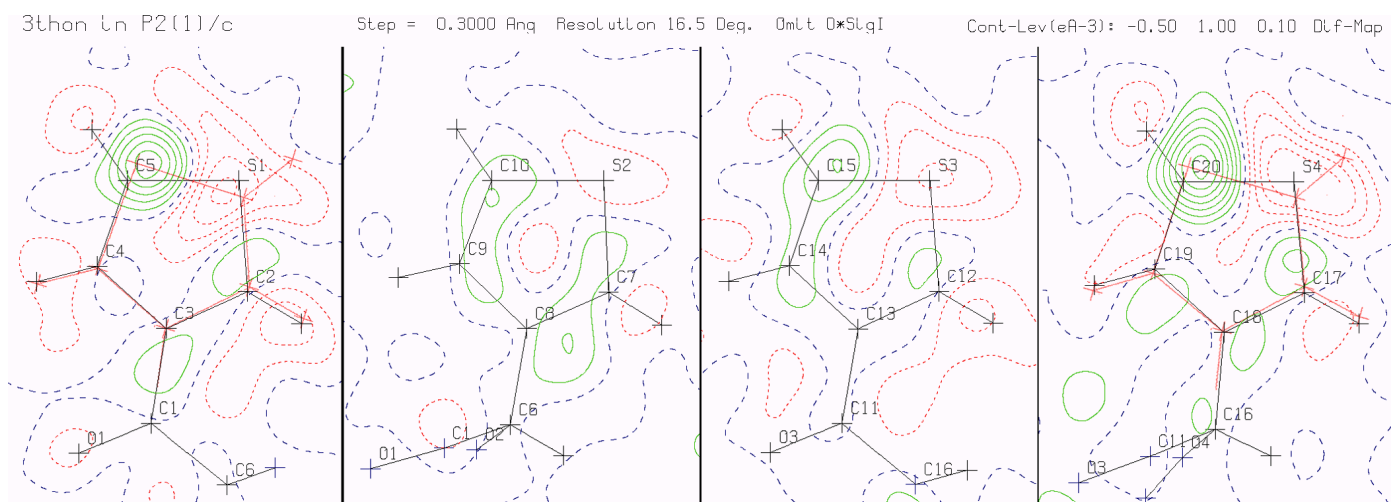 3thon in P2(1)/c Step = 0.3000 Ang Resolution 16.5 Deg. Omit 0*SigI Cont-Lev(eA-3): -0.50 1.00 0.10 Dif-Map
C5 S1
C4
C2
C3
C1
O1
C6
C10 S2
C9
C7
C8
C6
C1 O2
O1
C15 S3
C14
C12
C13
C11
O3
C16
C20 S4
C19
C17
C18
C16
C11 O4
O3